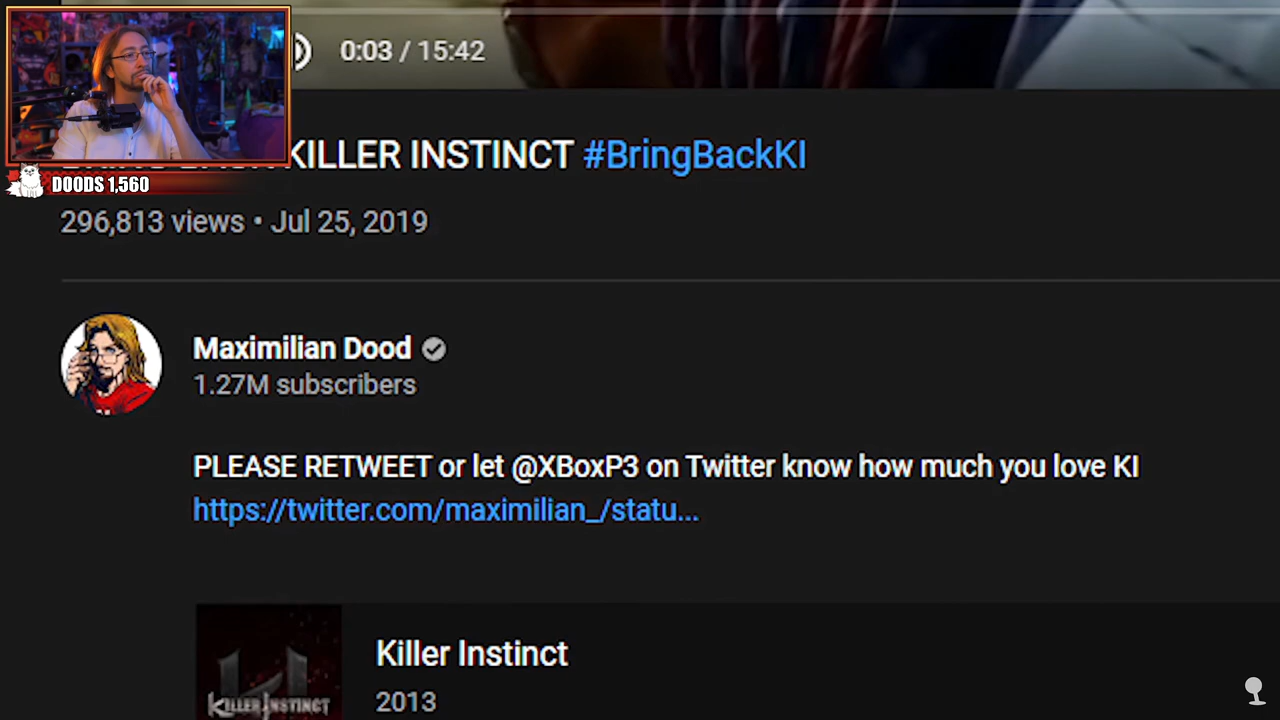 0:03 / 15:42
KILLER INSTINCT #BringBackKI
DOODS 1,560
296,813 views • Jul 25, 2019
Maximilian Dood
1.27M subscribers
PLEASE RETWEET or let @XBoxP3 on Twitter know how much you love KI
https://twitter.com/maximilian_/statu...
Killer Instinct
KILLER INSTINCT
2013